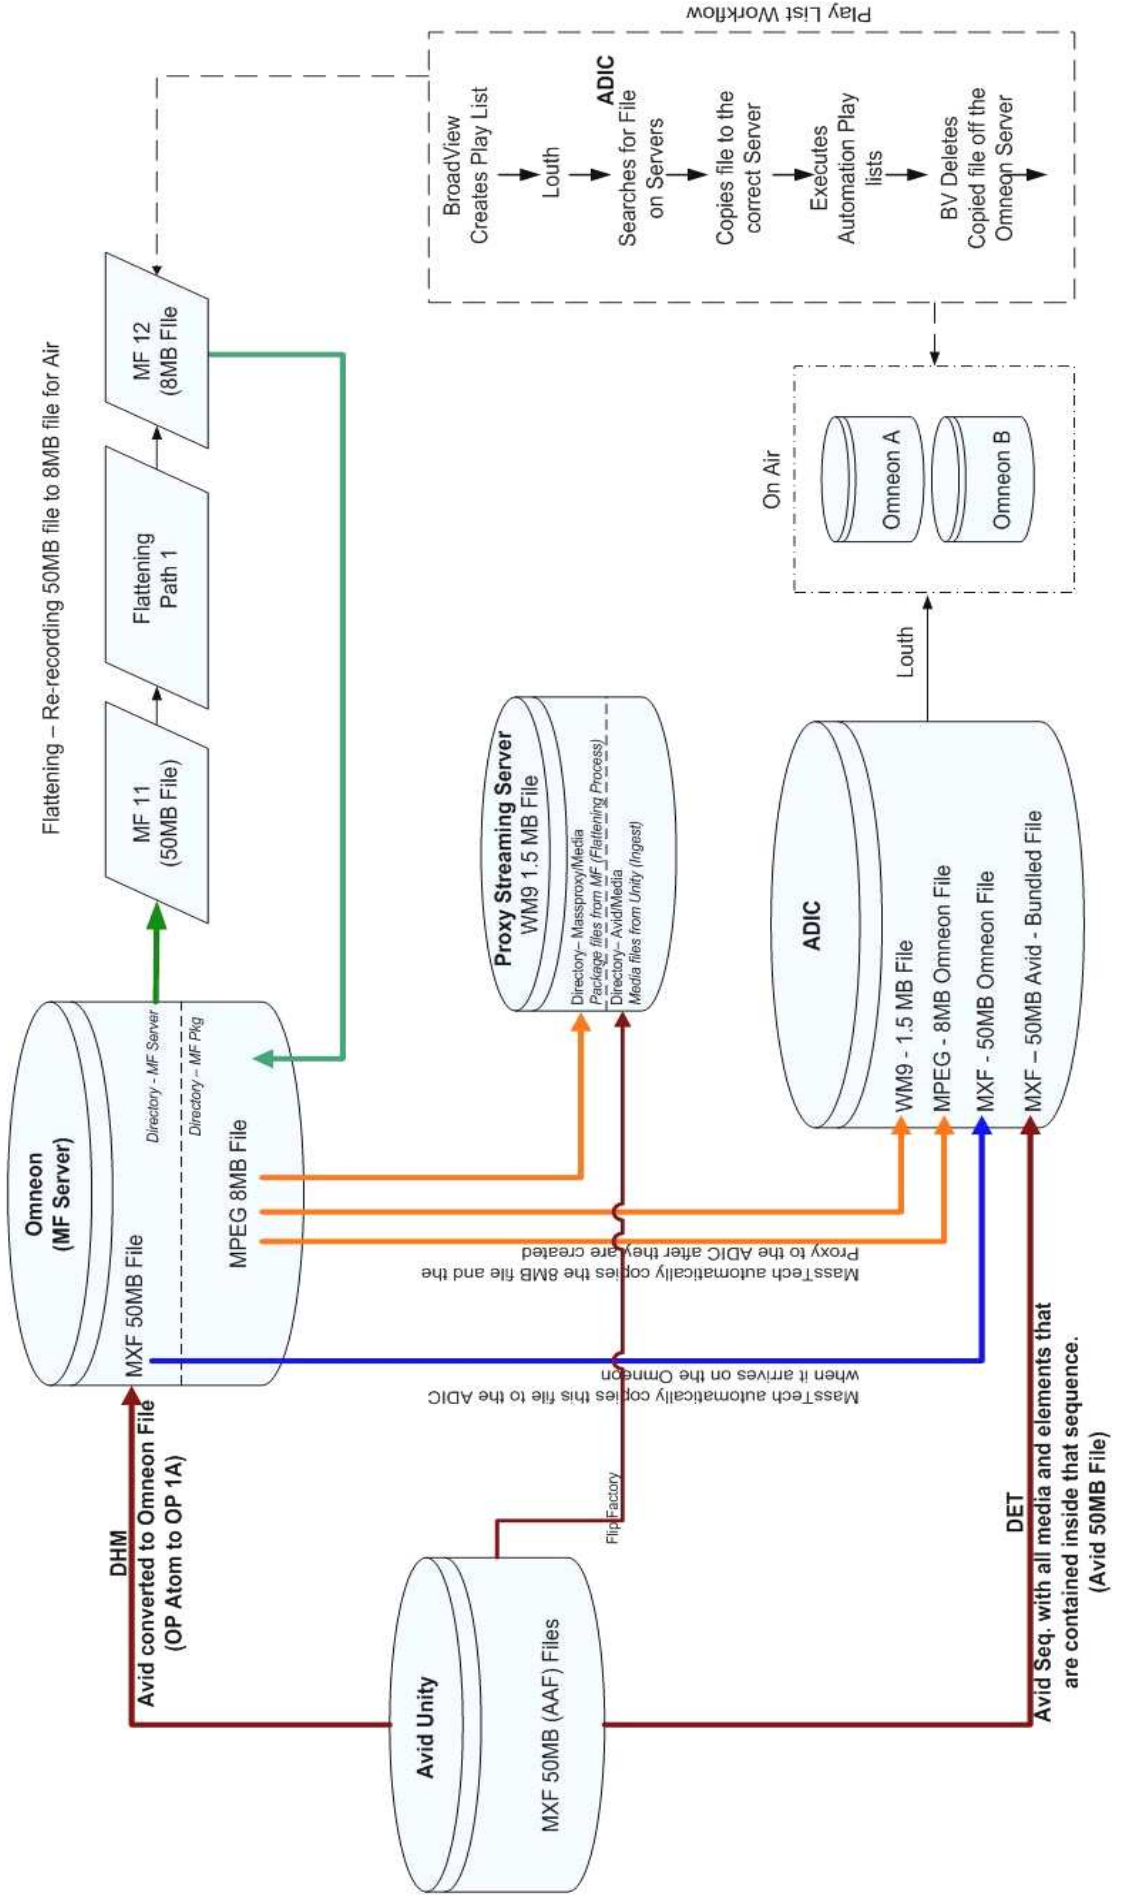 Flattening – Re-recording 50MB file to 8MB file for Air
Omneon
(MF Server)
MXF 50MB File
Directory - MF Server
Directory – MF Pkg
MPEG 8MB File
MF 11
(50MB File)
Flattening
Path 1
MF 12
(8MB File)
DHM
Avid converted to Omneon File
(OP Atom to OP 1A)
Avid Unity
MXF 50MB (AAF) Files
Flip Factory
MassTech automatically copies this file to the ADIC
when it arrives on the Omneon
MassTech automatically copies the 8MB file and the
Proxy to the ADIC after they are created
Proxy Streaming Server
WM9 1.5 MB File
Directory– Massproxy/Media
Package files from MF (Flattening Process)
Directory– Avid/Media
Media files from Unity (Ingest)
DET
Avid Seq. with all media and elements that
are contained inside that sequence.
(Avid 50MB File)
ADIC
WM9 - 1.5 MB File
MPEG - 8MB Omneon File
MXF - 50MB Omneon File
MXF – 50MB Avid - Bundled File
Louth
On Air
Omneon A
Omneon B
BroadView
Creates Play List
Louth
ADIC
Searches for File
on Servers
Copies file to the
correct Server
Executes
Automation Play
lists
BV Deletes
Copied file off the
Omneon Server
Play List Workflow